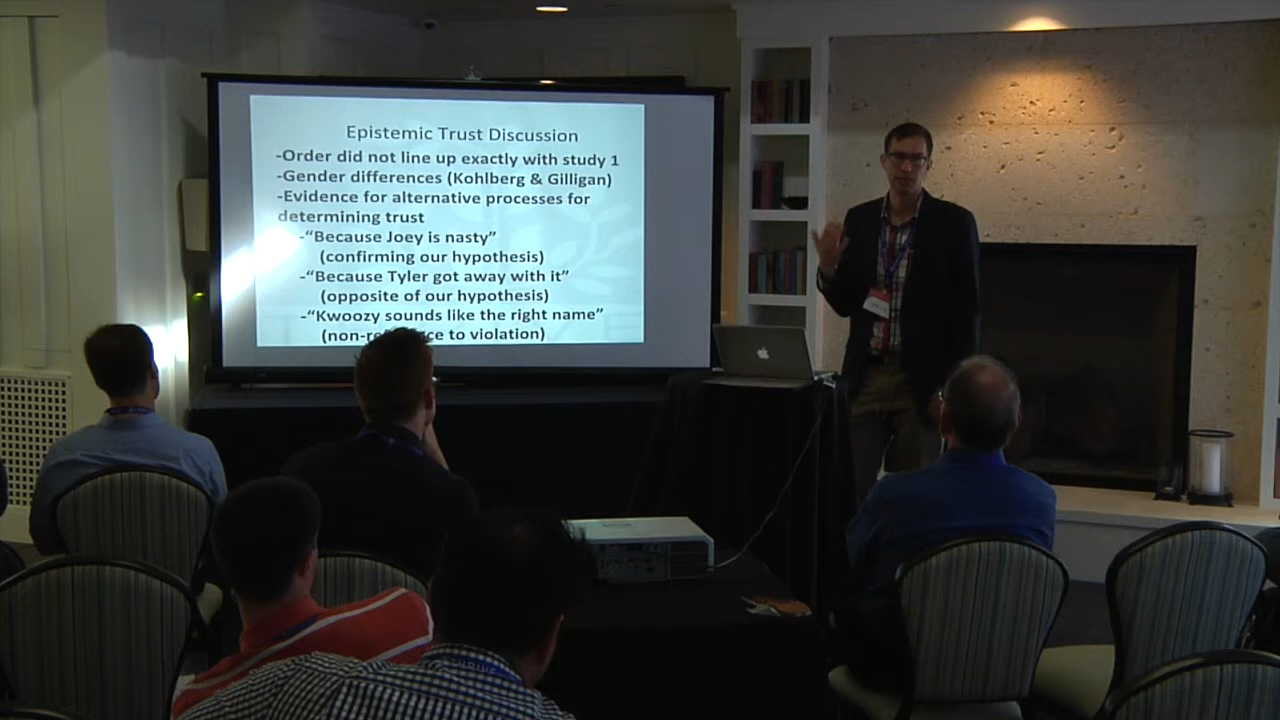 Epistemic Trust Discussion
-Order did not line up exactly with study 1
-Gender differences (Kohlberg & Gilligan)
-Evidence for alternative processes for
determining trust
-“Because Joey is nasty”
(confirming our hypothesis)
-“Because Tyler got away with it”
(opposite of our hypothesis)
-“Kwoozy sounds like the right name”
to violation)